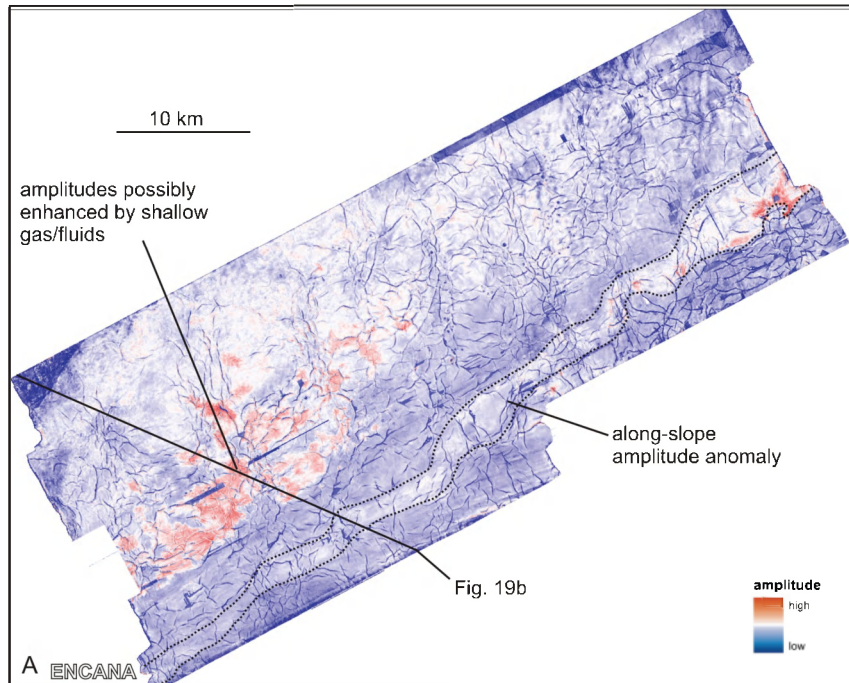 10 km
amplitudes possibly
enhanced by shallow
gas/fluids
along-slope
amplitude anomaly
Fig. 19b
amplitude
high
low
A ENCANA